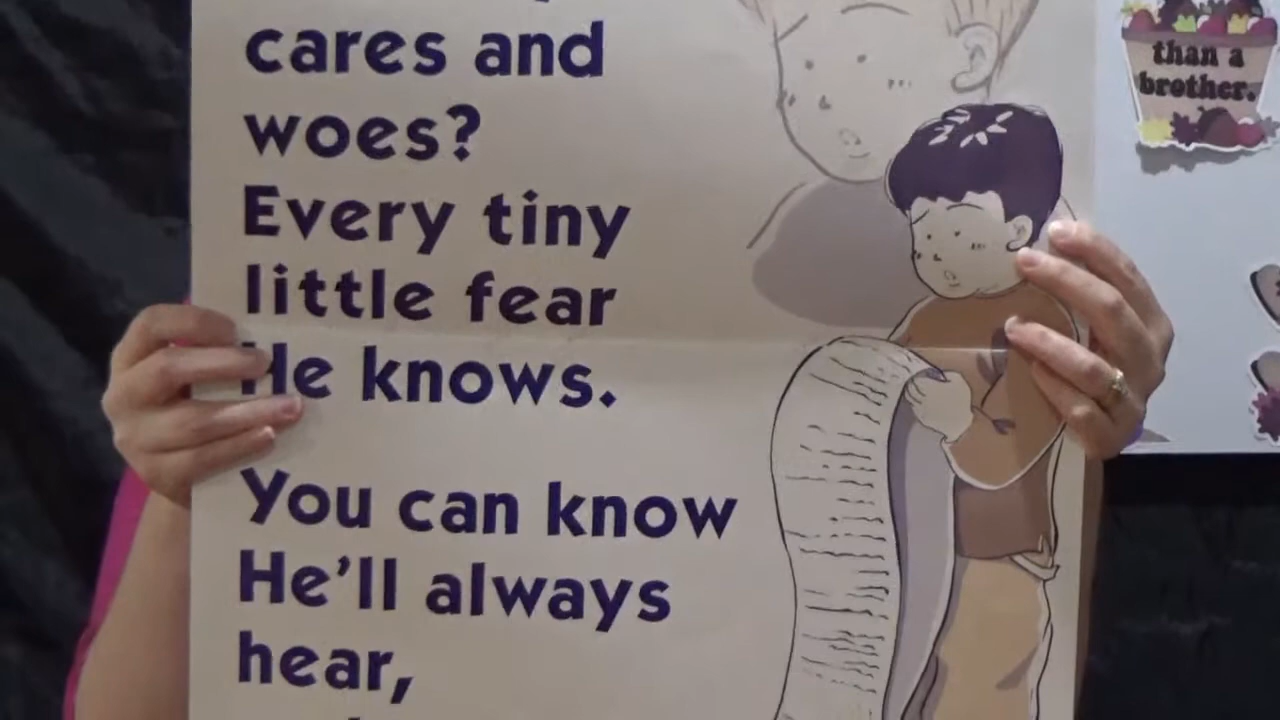 cares and
woes?
Every tiny
little fear
He knows.
You can know
He'll always
hear,
than a
brother.